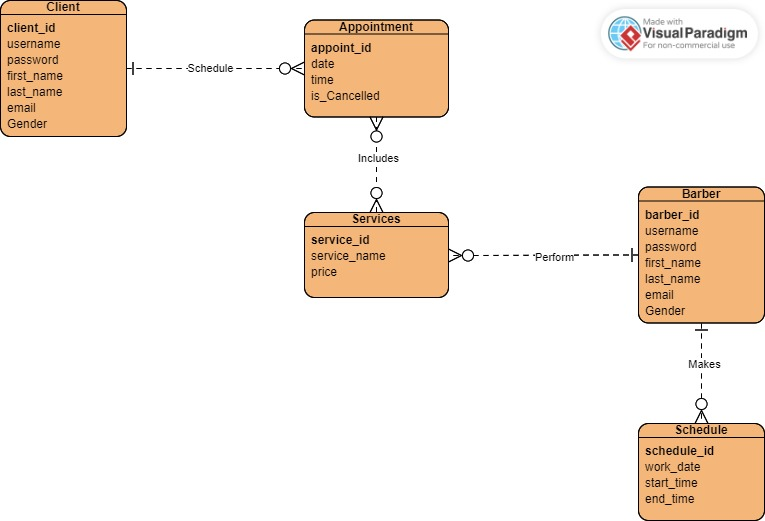 Client
client_id
username
password
first_name
last_name
email
Gender
Schedule
Appointment
appoint_id
date
time
is_Cancelled
Made with
Visual Paradigm
For non-commercial use
Includes
Services
service_id
service_name
price
Perform
Barber
barber_id
username
password
first_name
last_name
email
Gender
Makes
Schedule
schedule_id
work_date
start_time
end_time